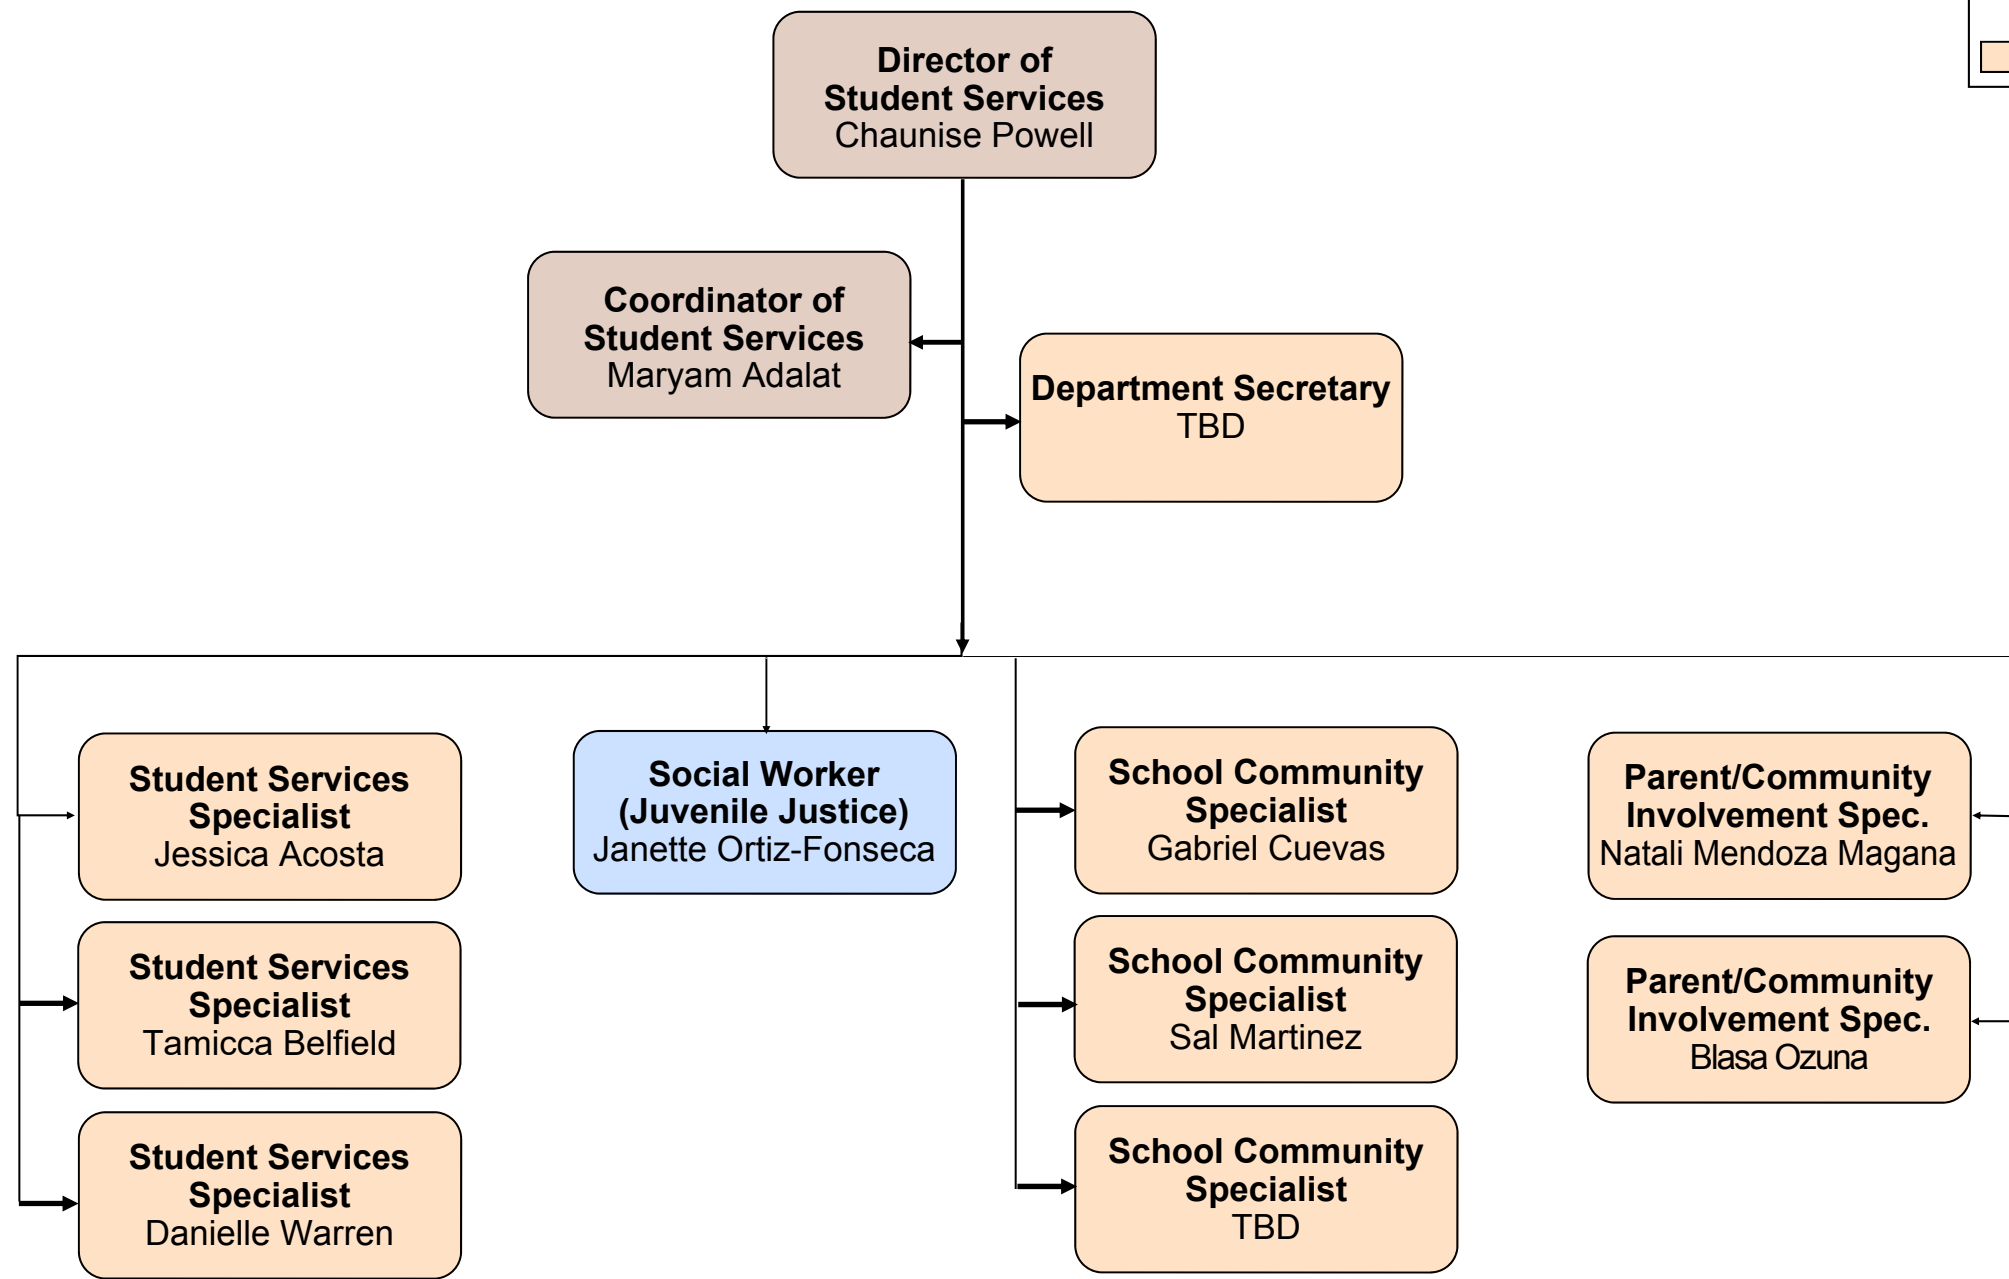 Director of
Student Services
Chaunise Powell
Coordinator of
Student Services
Maryam Adalat
Department Secretary
TBD
Student Services
Specialist
Jessica Acosta
Social Worker
(Juvenile Justice)
Janette Ortiz-Fonseca
School Community
Specialist
Gabriel Cuevas
Parent/Community
Involvement Spec.
Natali Mendoza Magana
Student Services
Specialist
Tamicca Belfield
School Community
Specialist
Sal Martinez
Parent/Community
Involvement Spec.
Blasa Ozuna
Student Services
Specialist
Danielle Warren
School Community
Specialist
TBD